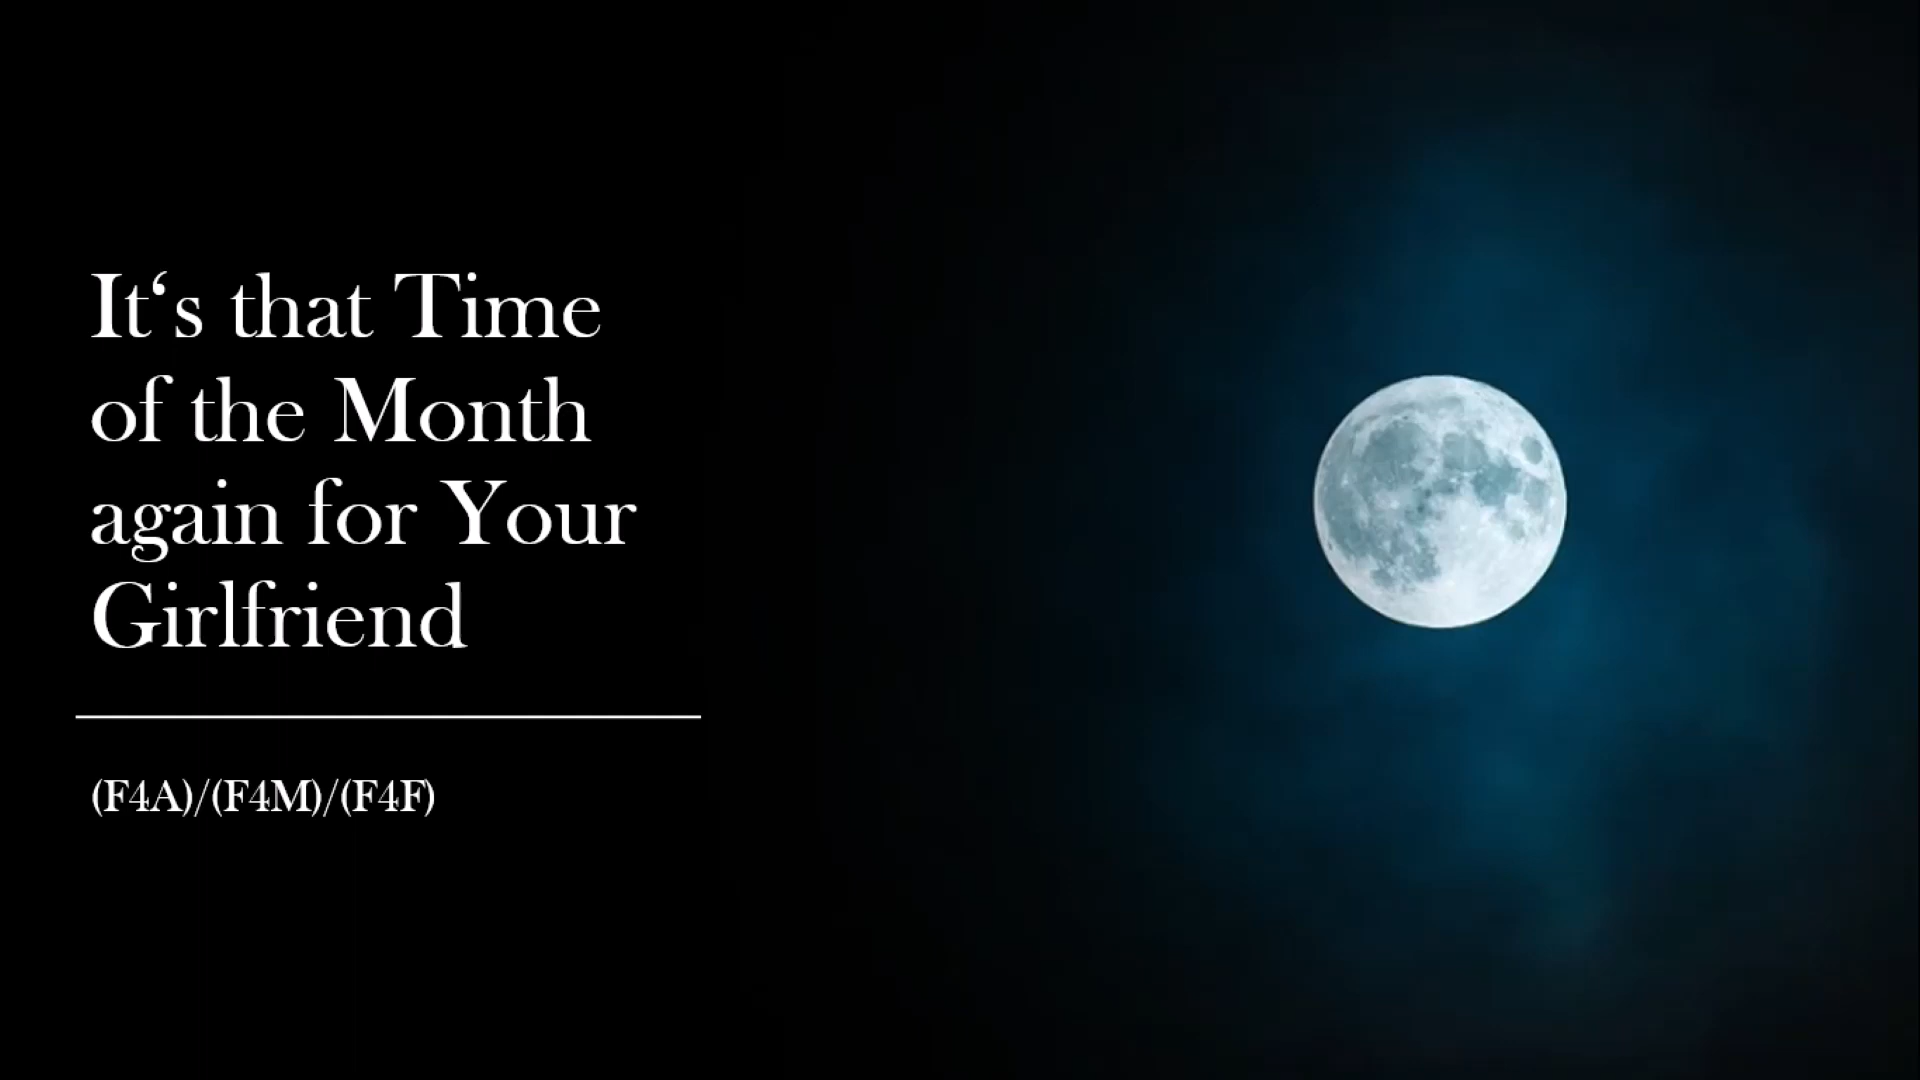 It‘s that Time
of the Month
again for Your
Girlfriend
(F4A)/(F4M)/(F4F)